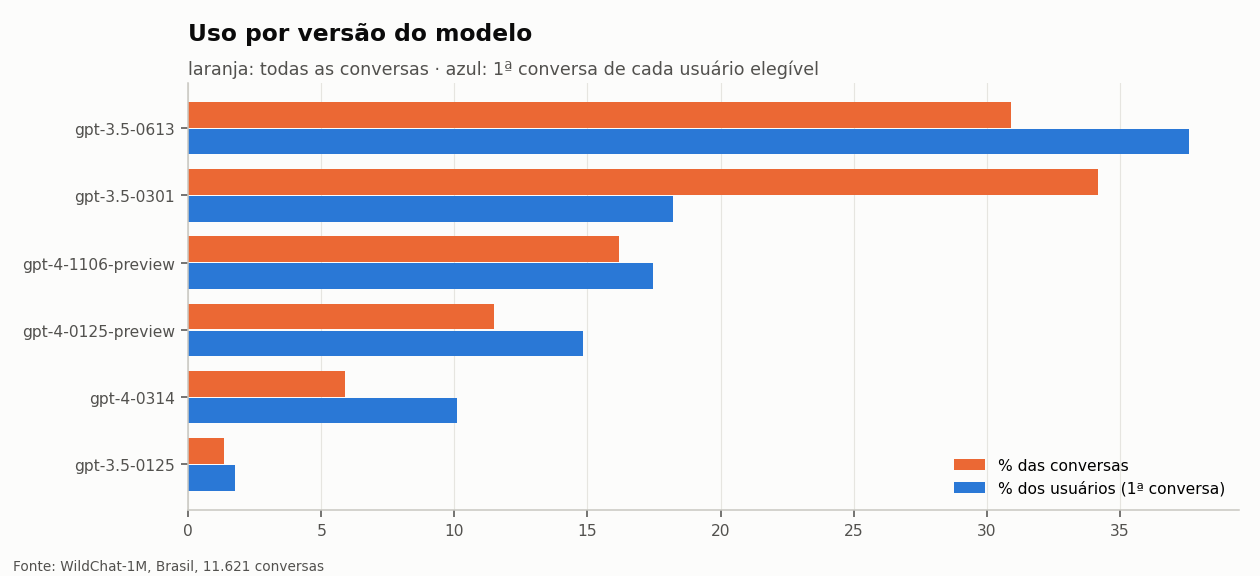 Uso por versão do modelo
laranja: todas as conversas · azul: 1ª conversa de cada usuário elegível
gpt-3.5-0613
gpt-3.5-0301
gpt-4-1106-preview
gpt-4-0125-preview
gpt-4-0314
gpt-3.5-0125
% das conversas
% dos usuários (1ª conversa)
0 5 10 15 20 25 30 35
Fonte: WildChat-1M, Brasil, 11.621 conversas